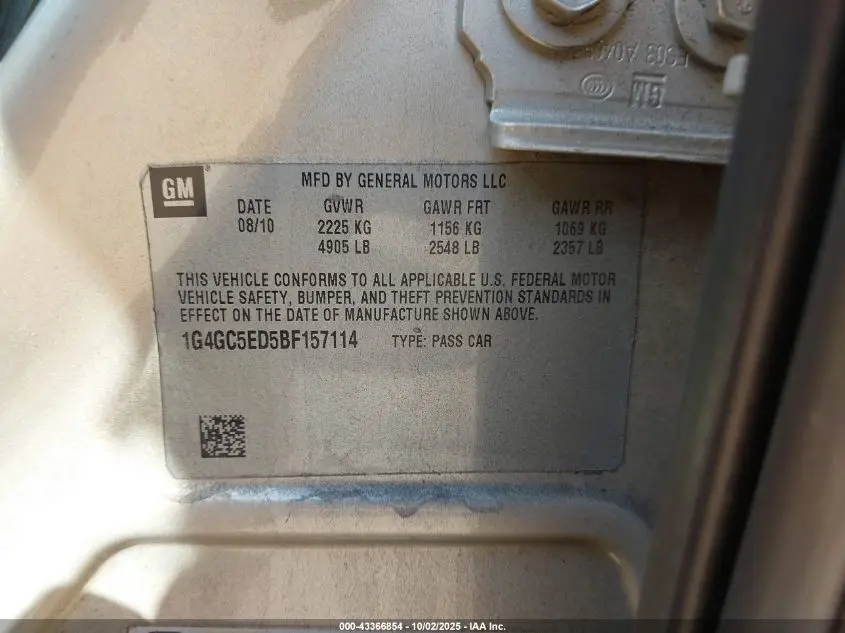 GM
E303 A0A04
GM
MFD BY GENERAL MOTORS LLC
DATE GVWR GAWR FRT GAWR RR
08/10 2225 KG 1156 KG 1069 KG
4905 LB 2548 LB 2357 LB
THIS VEHICLE CONFORMS TO ALL APPLICABLE U.S. FEDERAL MOTOR
VEHICLE SAFETY, BUMPER, AND THEFT PREVENTION STANDARDS IN
EFFECT ON THE DATE OF MANUFACTURE SHOWN ABOVE.
1G4GC5ED5BF157114 TYPE: PASS CAR
000-43366854 - 10/02/2025 - IAA Inc.